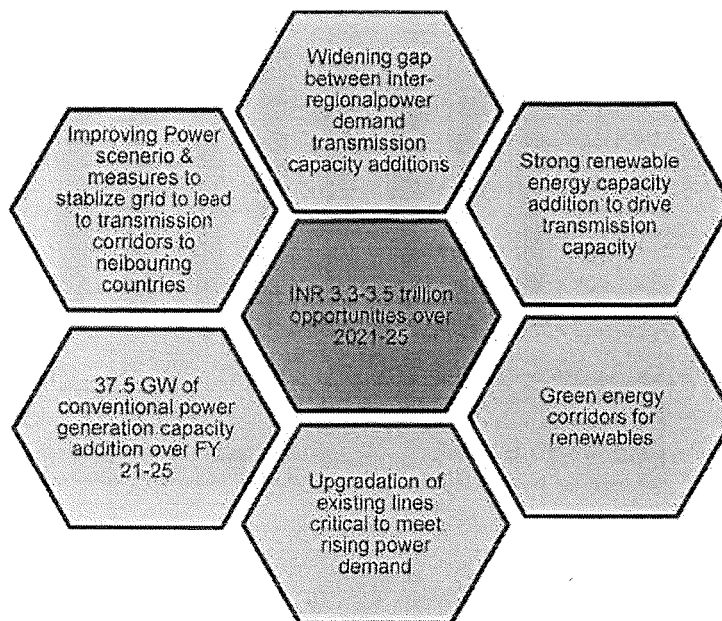 Widening gap
between inter-
regionalpower
demand
transmission
capacity additions
Improving Power
scenerio &
measures to
stablize grid to lead
to transmission
corridors to
neibouring
countries
Strong renewable
energy capacity
addition to drive
transmission
capacity
INR 3.3-3.5 trillion
opportunities over
2021-25
37.5 GW of
conventional power
generation capacity
addition over FY
21-25
Green energy
corridors for
renewables
Upgradation of
existing lines
critical to meet
rising power
demand